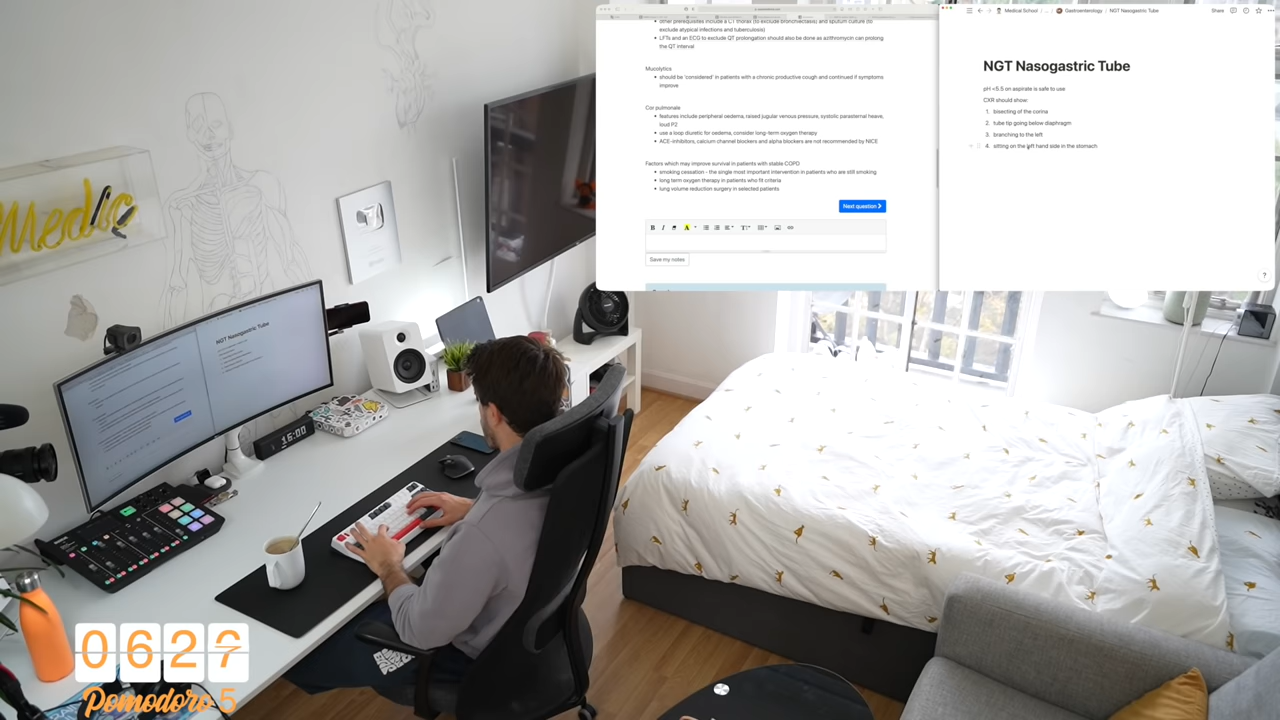 other prerequisites include a CT thorax (to exclude bronchiectasis) and sputum culture (to
exclude atypical infections and tuberculosis)
LFTs and an ECG to exclude QT prolongation should also be done as azithromycin can prolong
the QT interval
Mucolytics
should be 'considered' in patients with a chronic productive cough and continued if symptoms
improve
Cor pulmonale
features include peripheral oedema, raised jugular venous pressure, systolic parasternal heave,
loud P2
use a loop diuretic for oedema, consider long-term oxygen therapy
ACE-inhibitors, calcium channel blockers and alpha blockers are not recommended by NICE
Factors which may improve survival in patients with stable COPD
smoking cessation - the single most important intervention in patients who are still smoking
long term oxygen therapy in patients who fit criteria
lung volume reduction surgery in selected patients
Next question
B I A
Save my notes
Medical School / ... / Gastroenterology / NGT Nasogastric Tube
Share
NGT Nasogastric Tube
pH <5.5 on aspirate is safe to use
CXR should show:
1. bisecting of the corina
2. tube tip going below diaphragm
3. branching to the left
4. sitting on the left hand side in the stomach
?
Medic
NGT Nasogastric Tube
16:00
062
Pomodoro 5